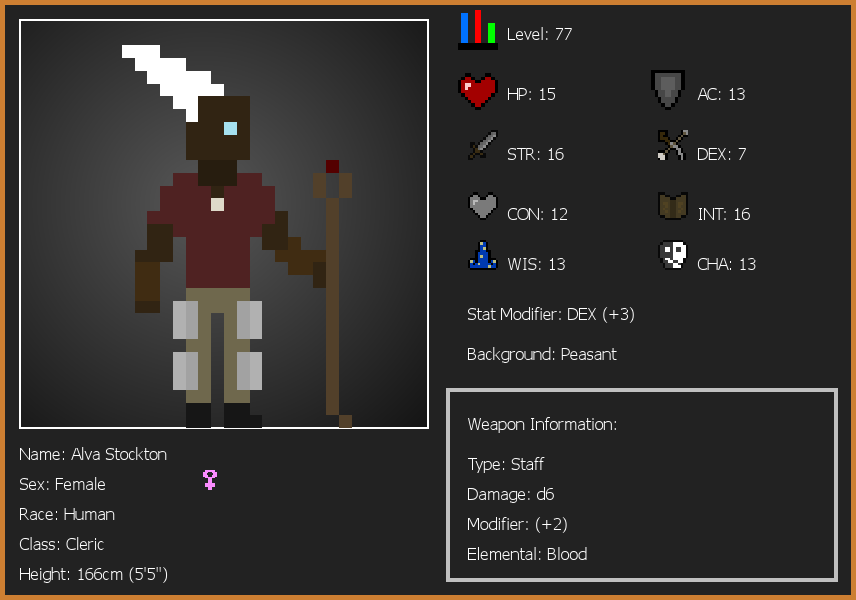 Level: 77
HP: 15
AC: 13
STR: 16
DEX: 7
CON: 12
INT: 16
WIS: 13
CHA: 13
Stat Modifier: DEX (+3)
Background: Peasant
Weapon Information:
Type: Staff
Damage: d6
Modifier: (+2)
Elemental: Blood
Name: Alva Stockton
Sex: Female
Race: Human
Class: Cleric
Height: 166cm (5'5")